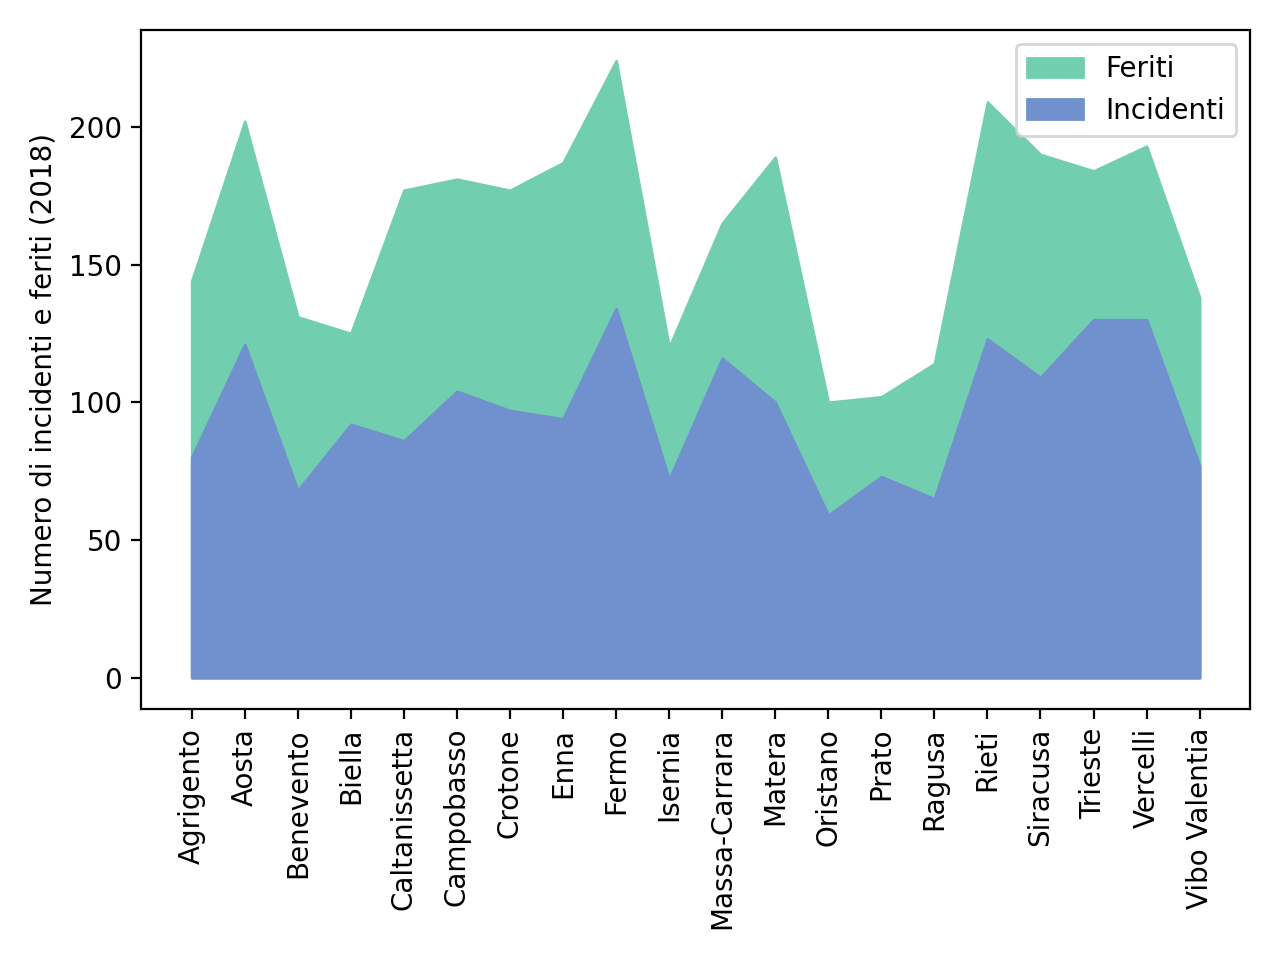 Numero di incidenti e feriti (2018)
200
150
100
50
0
Feriti
Incidenti
Agrigento
Aosta
Benevento
Biella
Caltanissetta
Campobasso
Crotone
Enna
Fermo
Isernia
Massa-Carrara
Matera
Oristano
Prato
Ragusa
Rieti
Siracusa
Trieste
Vercelli
Vibo Valentia